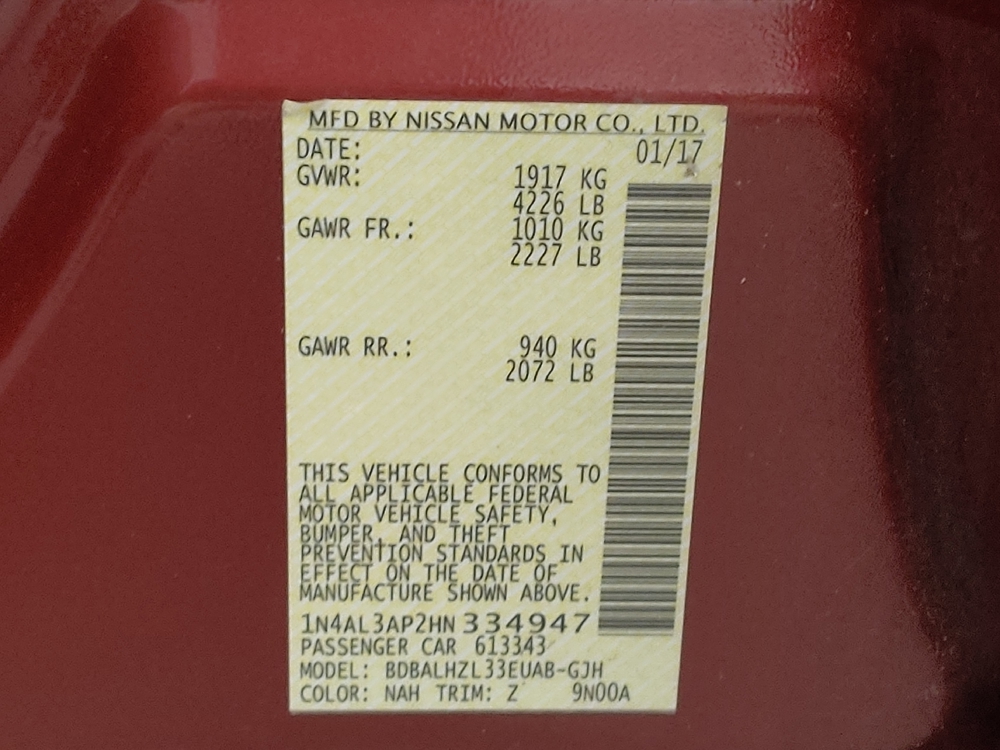 MFD BY NISSAN MOTOR CO., LTD.
DATE: 01/17
GVWR: 1917 KG
4226 LB
GAWR FR.: 1010 KG
2227 LB
GAWR RR.: 940 KG
2072 LB
THIS VEHICLE CONFORMS TO
ALL APPLICABLE FEDERAL
MOTOR VEHICLE SAFETY,
BUMPER, AND THEFT
PREVENTION STANDARDS IN
EFFECT ON THE DATE OF
MANUFACTURE SHOWN ABOVE.
1N4AL3AP2HN334947
PASSENGER CAR 613343
MODEL: BDBALHZL33EUAB-GJH
COLOR: NAH TRIM: Z 9N00A